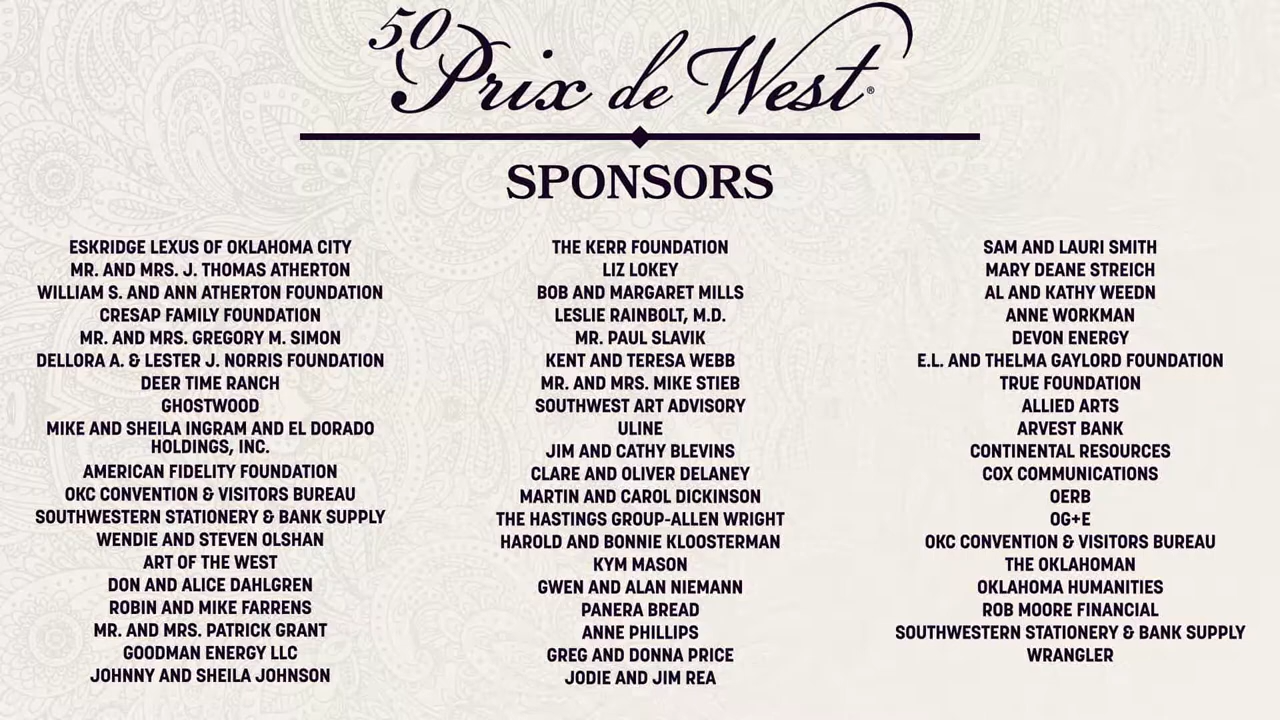 50
Prix de West®
SPONSORS
ESKRIDGE LEXUS OF OKLAHOMA CITY
MR. AND MRS. J. THOMAS ATHERTON
WILLIAM S. AND ANN ATHERTON FOUNDATION
CRESAP FAMILY FOUNDATION
MR. AND MRS. GREGORY M. SIMON
DELLORA A. & LESTER J. NORRIS FOUNDATION
DEER TIME RANCH
GHOSTWOOD
MIKE AND SHEILA INGRAM AND EL DORADO
HOLDINGS, INC.
AMERICAN FIDELITY FOUNDATION
OKC CONVENTION & VISITORS BUREAU
SOUTHWESTERN STATIONERY & BANK SUPPLY
WENDIE AND STEVEN OLSHAN
ART OF THE WEST
DON AND ALICE DAHLGREN
ROBIN AND MIKE FARRENS
MR. AND MRS. PATRICK GRANT
GOODMAN ENERGY LLC
JOHNNY AND SHEILA JOHNSON
THE KERR FOUNDATION
LIZ LOKEY
BOB AND MARGARET MILLS
LESLIE RAINBOLT, M.D.
MR. PAUL SLAVIK
KENT AND TERESA WEBB
MR. AND MRS. MIKE STIEB
SOUTHWEST ART ADVISORY
ULINE
JIM AND CATHY BLEVINS
CLARE AND OLIVER DELANEY
MARTIN AND CAROL DICKINSON
THE HASTINGS GROUP-ALLEN WRIGHT
HAROLD AND BONNIE KLOOSTERMAN
KYM MASON
GWEN AND ALAN NIEMANN
PANERA BREAD
ANNE PHILLIPS
GREG AND DONNA PRICE
JODIE AND JIM REA
SAM AND LAURI SMITH
MARY DEANE STREICH
AL AND KATHY WEEDN
ANNE WORKMAN
DEVON ENERGY
E.L. AND THELMA GAYLORD FOUNDATION
TRUE FOUNDATION
ALLIED ARTS
ARVEST BANK
CONTINENTAL RESOURCES
COX COMMUNICATIONS
OERB
OG+E
OKC CONVENTION & VISITORS BUREAU
THE OKLAHOMAN
OKLAHOMA HUMANITIES
ROB MOORE FINANCIAL
SOUTHWESTERN STATIONERY & BANK SUPPLY
WRANGLER